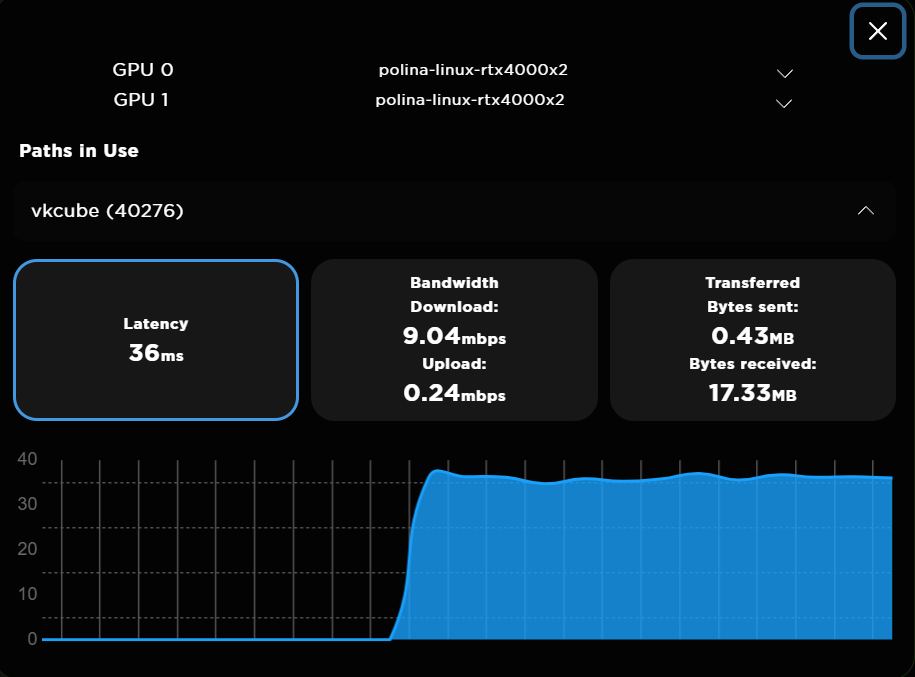 GPU 0 polina-linux-rtx4000x2
GPU 1 polina-linux-rtx4000x2
Paths in Use
vkcube (40276)
Latency
36ms
Bandwidth
Download:
9.04mbps
Upload:
0.24mbps
Transferred
Bytes sent:
0.43MB
Bytes received:
17.33MB
40
30
20
10
0